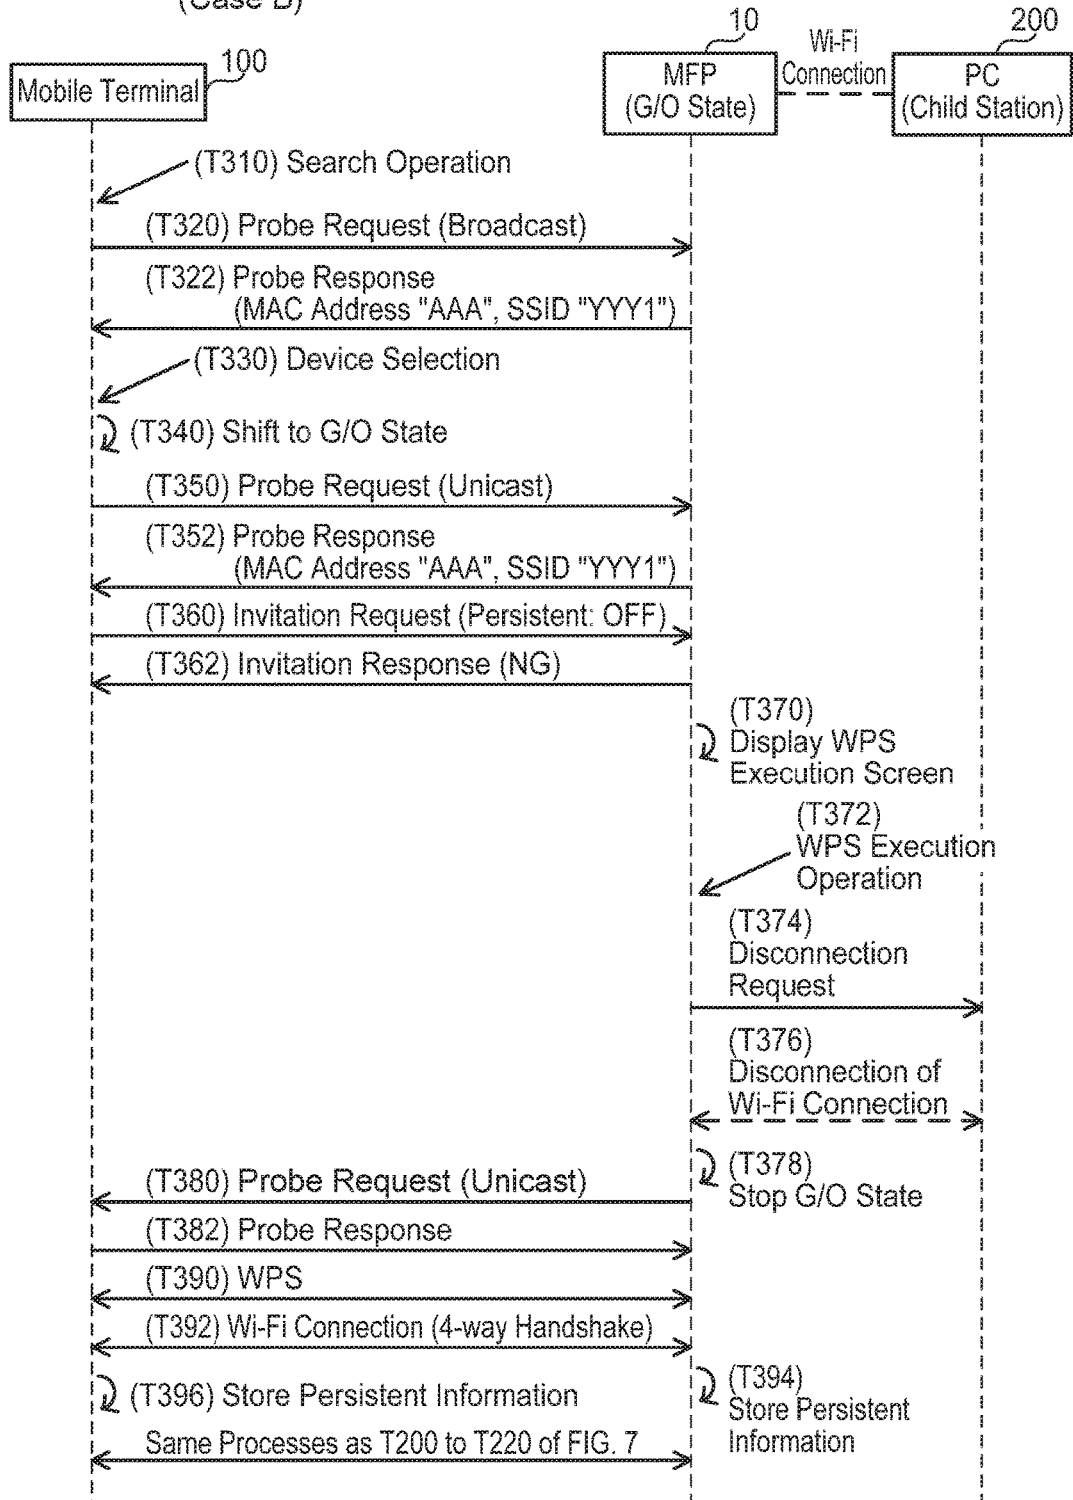 (Case B)
100
10
200
Mobile Terminal
MFP
(G/O State)
Wi-Fi
Connection
PC
(Child Station)
(T310) Search Operation
(T320) Probe Request (Broadcast)
(T322) Probe Response
(MAC Address "AAA", SSID "YYY1")
(T330) Device Selection
(T340) Shift to G/O State
(T350) Probe Request (Unicast)
(T352) Probe Response
(MAC Address "AAA", SSID "YYY1")
(T360) Invitation Request (Persistent: OFF)
(T362) Invitation Response (NG)
(T370)
Display WPS
Execution Screen
(T372)
WPS Execution
Operation
(T374)
Disconnection
Request
(T376)
Disconnection of
Wi-Fi Connection
(T378)
Stop G/O State
(T380) Probe Request (Unicast)
(T382) Probe Response
(T390) WPS
(T392) Wi-Fi Connection (4-way Handshake)
(T394)
Store Persistent
Information
(T396) Store Persistent Information
Same Processes as T200 to T220 of FIG. 7